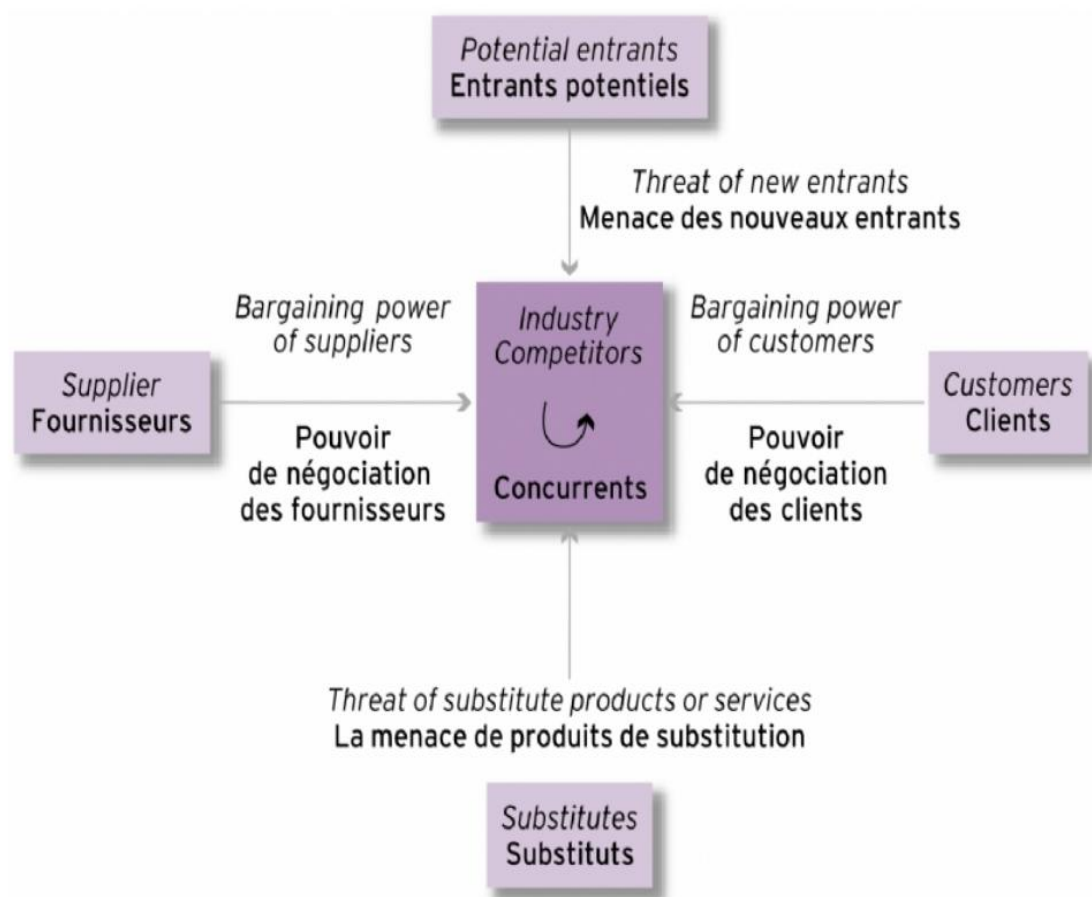 Potential entrants
Entrants potentiels
Threat of new entrants
Menace des nouveaux entrants
Bargaining power
of suppliers
Industry
Competitors
Bargaining power
of customers
Supplier
Fournisseurs
Customers
Clients
Pouvoir
de négociation
des fournisseurs
Concurrents
Pouvoir
de négociation
des clients
Threat of substitute products or services
La menace de produits de substitution
Substitutes
Substituts